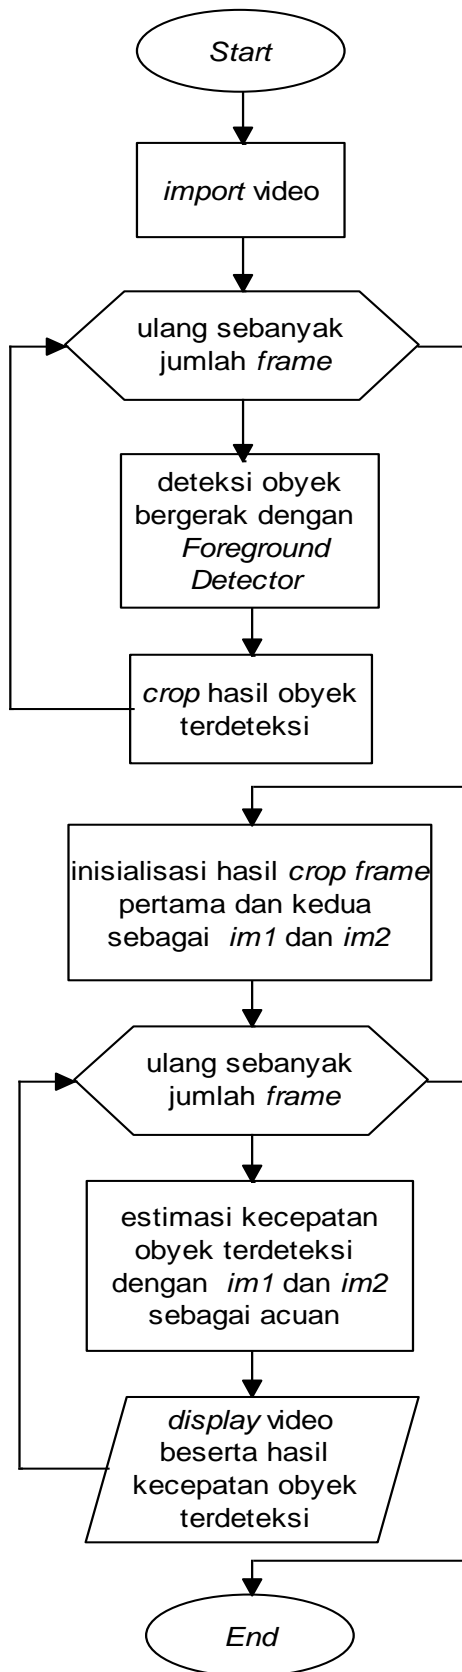 Start
import video
ulang sebanyak
jumlah frame
deteksi obyek
bergerak dengan
Foreground
Detector
crop hasil obyek
terdeteksi
inisialisasi hasil crop frame
pertama dan kedua
sebagai im1 dan im2
ulang sebanyak
jumlah frame
estimasi kecepatan
obyek terdeteksi
dengan im1 dan im2
sebagai acuan
display video
beserta hasil
kecepatan obyek
terdeteksi
End